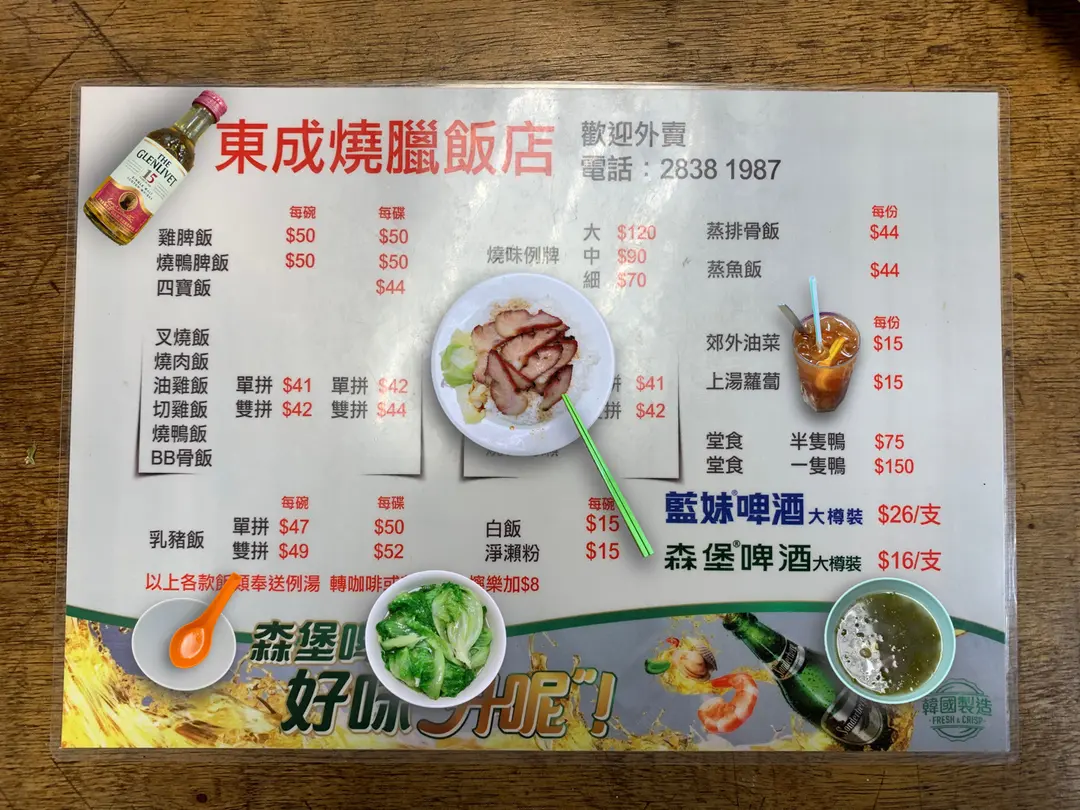 THE
GLENLIVET
15
東成燒臘飯店
歡迎外賣
電話：2838 1987
每碗 每碟
雞脾飯 $50 $50
燒鴨脾飯 $50 $50
四寶飯 $44
叉燒飯
燒肉飯
油雞飯 單拼 $41 單拼 $42
切雞飯 雙拼 $42 雙拼 $44
燒鴨飯
BB骨飯
每碗 每碟
乳豬飯 單拼 $47 $50
雙拼 $49 $52
以上各款飯 奉送例湯 轉咖啡或 樂加$8
燒味例牌 大 $120
中 $90
細 $70
$41
拼 $42
每碗
白飯 $15
淨瀨粉 $15
每份
蒸排骨飯 $44
蒸魚飯 $44
每份
郊外油菜 $15
上湯蘿蔔 $15
堂食 半隻鴨 $75
堂食 一隻鴨 $150
藍妹®啤酒 大樽裝 $26/支
森堡®啤酒 大樽裝 $16/支
森堡啤
好味 呢"!
韓國製造
FRESH & CRISP